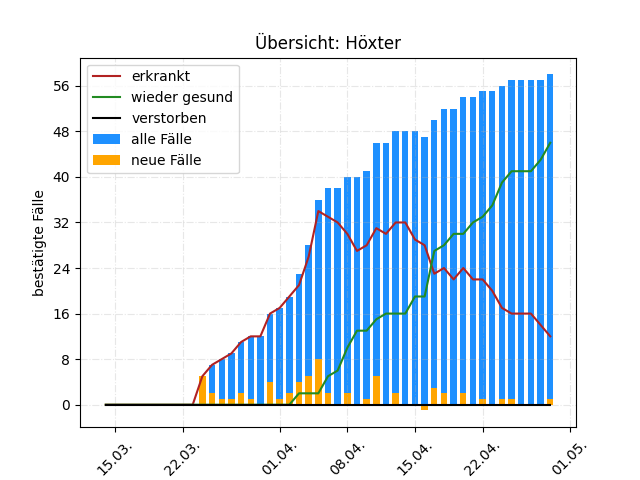 Übersicht: Höxter
erkrankt
wieder gesund
verstorben
alle Fälle
neue Fälle
bestätigte Fälle
56
48
40
32
24
16
8
0
15.03.
22.03.
01.04.
08.04.
15.04.
22.04.
01.05.